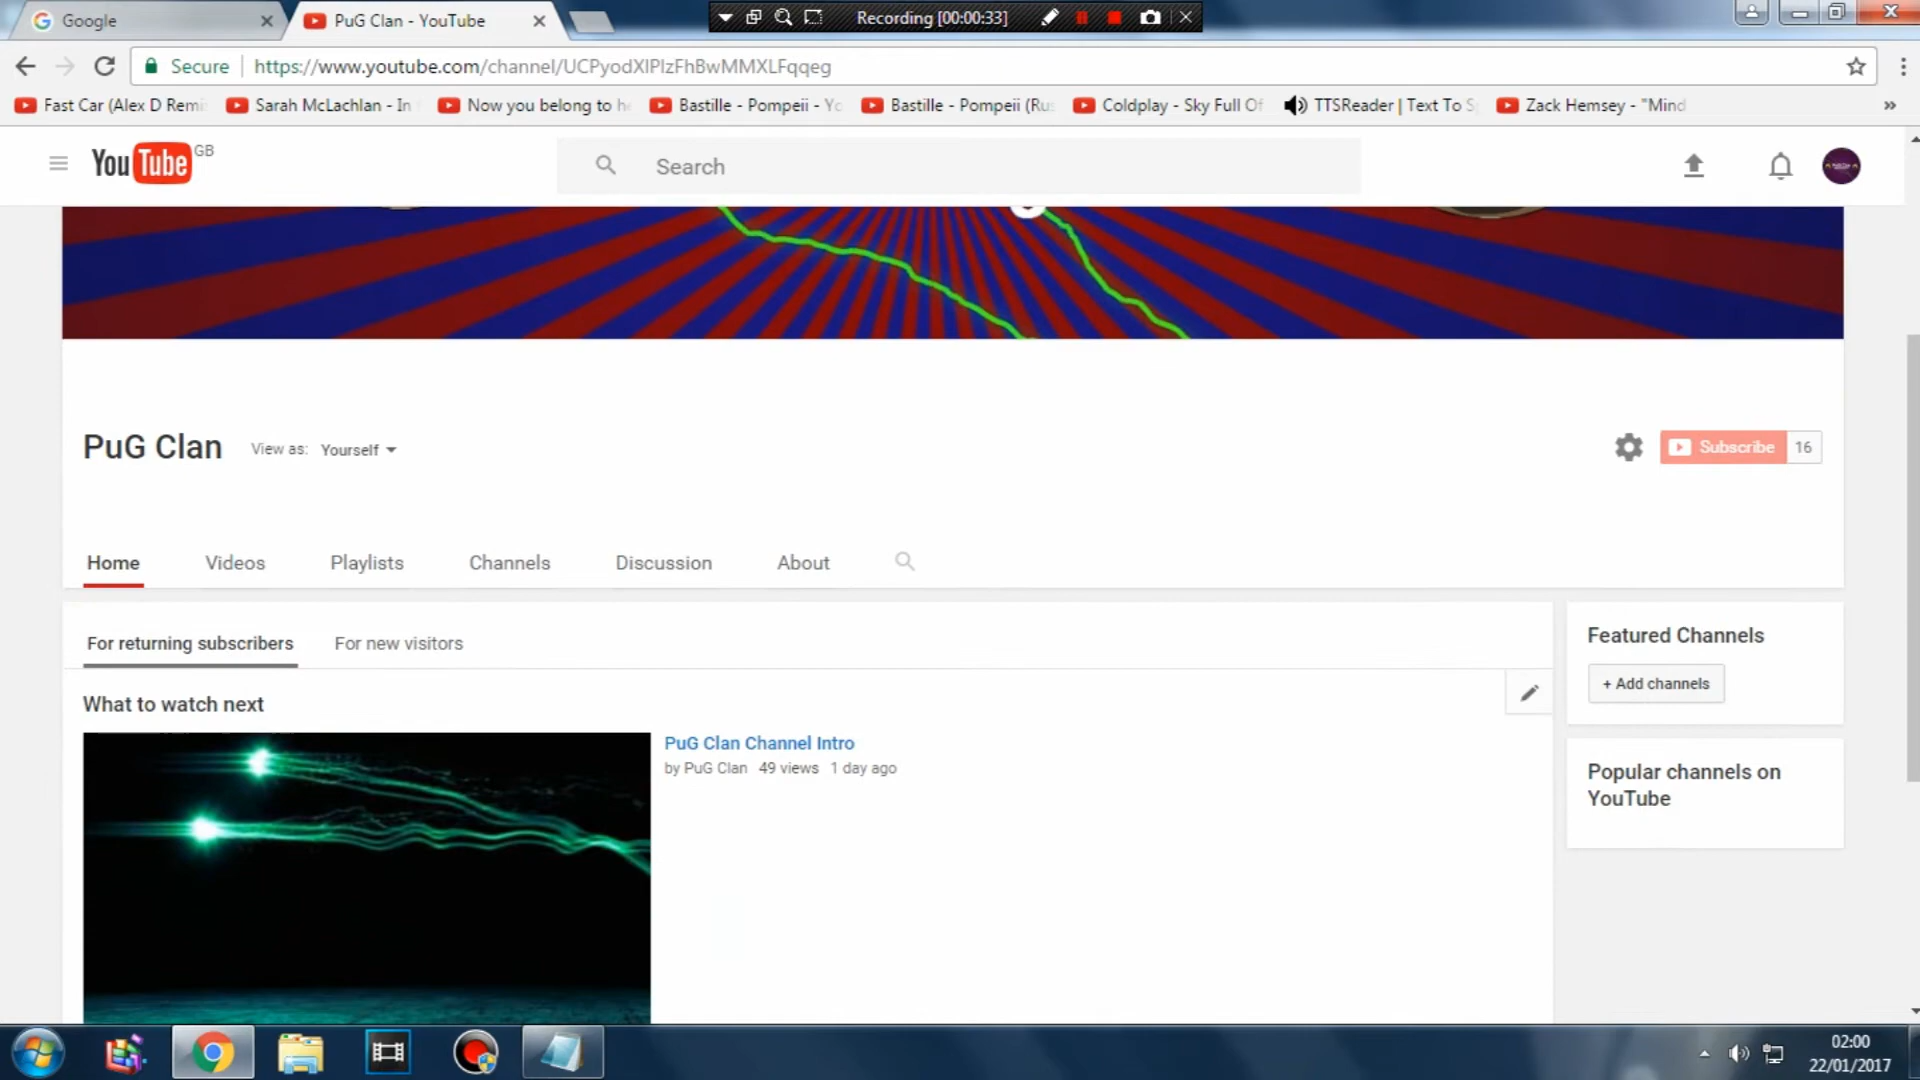 Google
PuG Clan - YouTube
Recording [00:00:33]
Secure
https://www.youtube.com/channel/UCPyodXlPlzFhBwMMXLFqqeg
Fast Car (Alex D Remi
Sarah McLachlan - In
Now you belong to he
Bastille - Pompeii - Yo
Bastille - Pompeii (Rus
Coldplay - Sky Full Of
TTSReader | Text To S
Zack Hemsey - "Mind
»
YouTube GB
Search
PuG Clan
View as: Yourself
Subscribe 16
Home
Videos
Playlists
Channels
Discussion
About
For returning subscribers
For new visitors
Featured Channels
+ Add channels
What to watch next
PuG Clan Channel Intro
by PuG Clan 49 views 1 day ago
Popular channels on
YouTube
02:00
22/01/2017